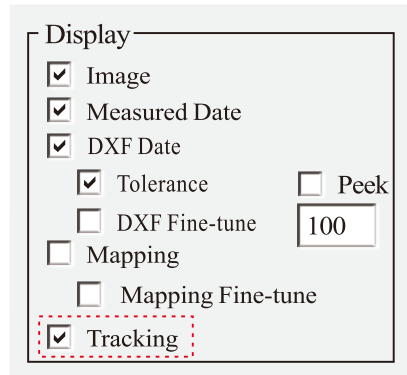 Display
Image
Measured Date
DXF Date
Tolerance Peek
DXF Fine-tune 100
Mapping
Mapping Fine-tune
Tracking